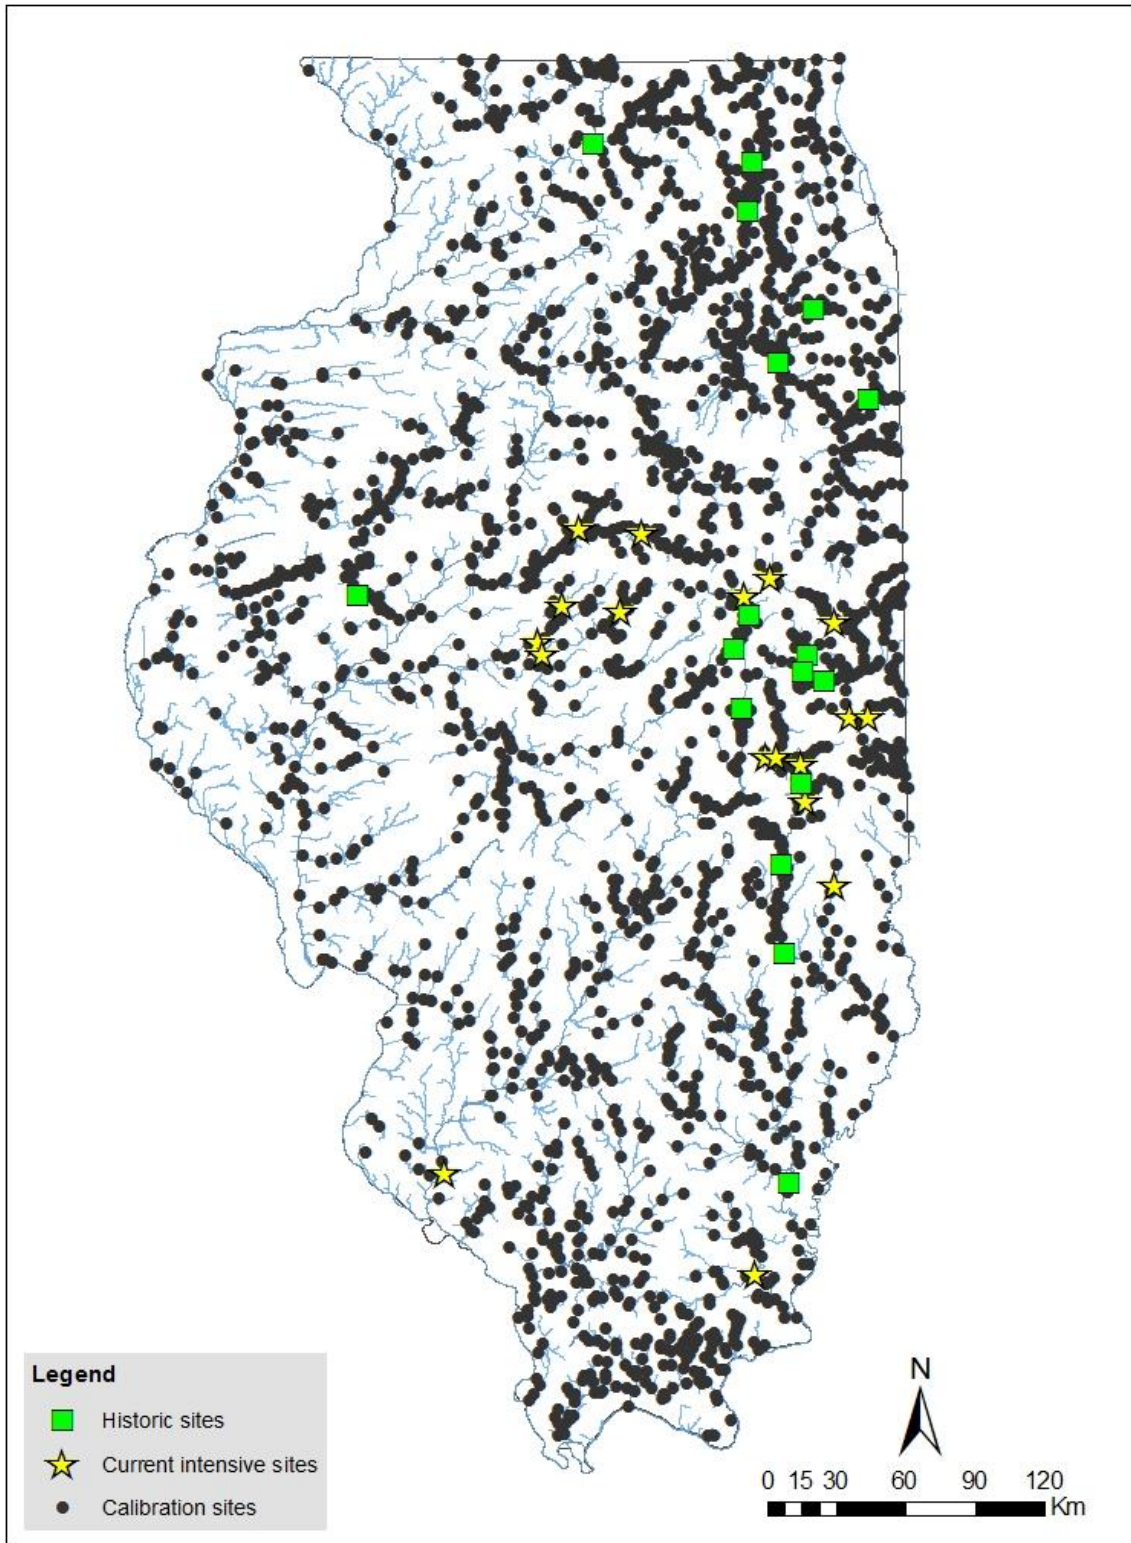 Legend
Historic sites
Current intensive sites
Calibration sites
N
0 15 30 60 90 120
Km